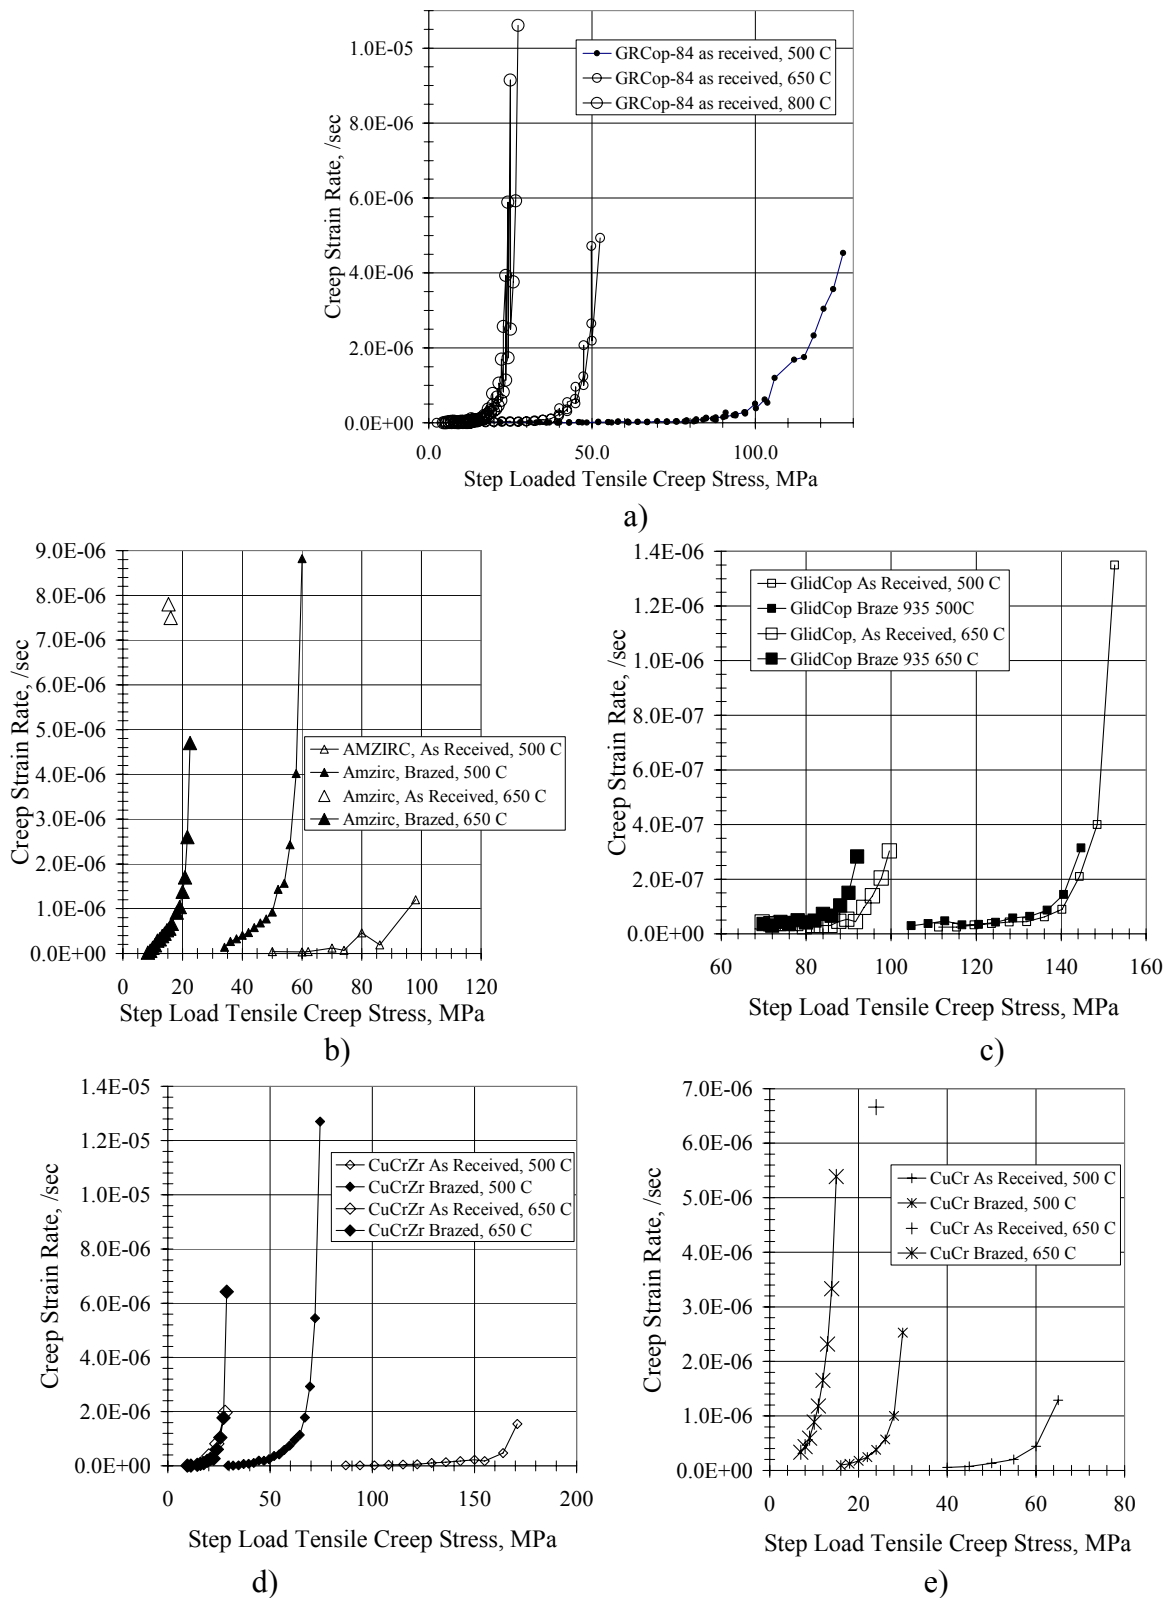 1.0E-05
8.0E-06
6.0E-06
4.0E-06
2.0E-06
0.0E+00
Creep Strain Rate, /sec
GRCop-84 as received, 500 C
GRCop-84 as received, 650 C
GRCop-84 as received, 800 C
0.0
50.0
100.0
Step Loaded Tensile Creep Stress, MPa
a)
9.0E-06
8.0E-06
7.0E-06
6.0E-06
5.0E-06
4.0E-06
3.0E-06
2.0E-06
1.0E-06
0.0E+00
Creep Strain Rate, /sec
AMZIRC, As Received, 500 C
Amzirc, Brazed, 500 C
Amzirc, As Received, 650 C
Amzirc, Brazed, 650 C
0
20
40
60
80
100
120
Step Load Tensile Creep Stress, MPa
b)
1.4E-06
1.2E-06
1.0E-06
8.0E-07
6.0E-07
4.0E-07
2.0E-07
0.0E+00
Creep Strain Rate, /sec
GlidCop As Received, 500 C
GlidCop Braze 935 500C
GlidCop, As Received, 650 C
GlidCop Braze 935 650 C
60
80
100
120
140
160
Step Load Tensile Creep Stress, MPa
c)
1.4E-05
1.2E-05
1.0E-05
8.0E-06
6.0E-06
4.0E-06
2.0E-06
0.0E+00
Creep Strain Rate, /sec
CuCrZr As Received, 500 C
CuCrZr Brazed, 500 C
CuCrZr As Received, 650 C
CuCrZr Brazed, 650 C
0
50
100
150
200
Step Load Tensile Creep Stress, MPa
d)
7.0E-06
6.0E-06
5.0E-06
4.0E-06
3.0E-06
2.0E-06
1.0E-06
0.0E+00
Creep Strain Rate, /sec
CuCr As Received, 500 C
CuCr Brazed, 500 C
CuCr As Received, 650 C
CuCr Brazed, 650 C
0
20
40
60
80
Step Load Tensile Creep Stress, MPa
e)